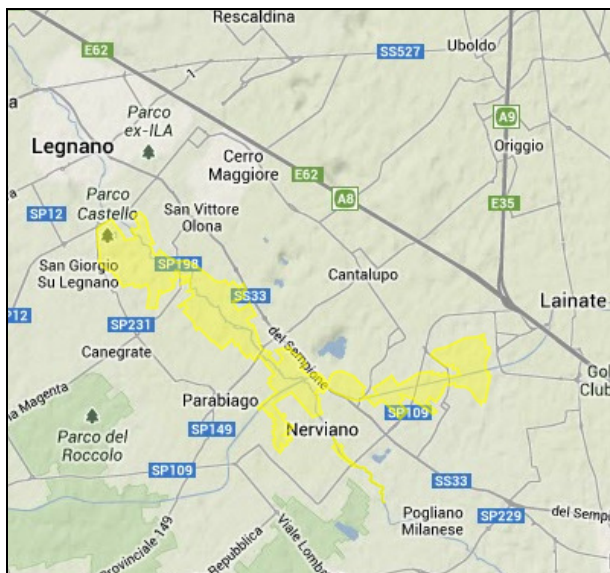 Rescaldina
E62
SS527
Uboldo
1
a
Parco
ex-ILA
A9
Legnano
Origgio
Cerro
Maggiore
E62
A8
E35
Parco
Castello
SP12
San Vittore
Olona
San Giorgio
Su Legnano
SP198
Cantalupo
SS33
Lainate
P12
SP231
del Sempione
Canegrate
Gol
Club
a Magenta
Parabiago
SP109
Parco del
Roccolo
SP149
Nerviano
SP109
SS33
Pogliano
Milanese
del Semp
SP229
Provinciale 149
Repubblica
Viale Lomba